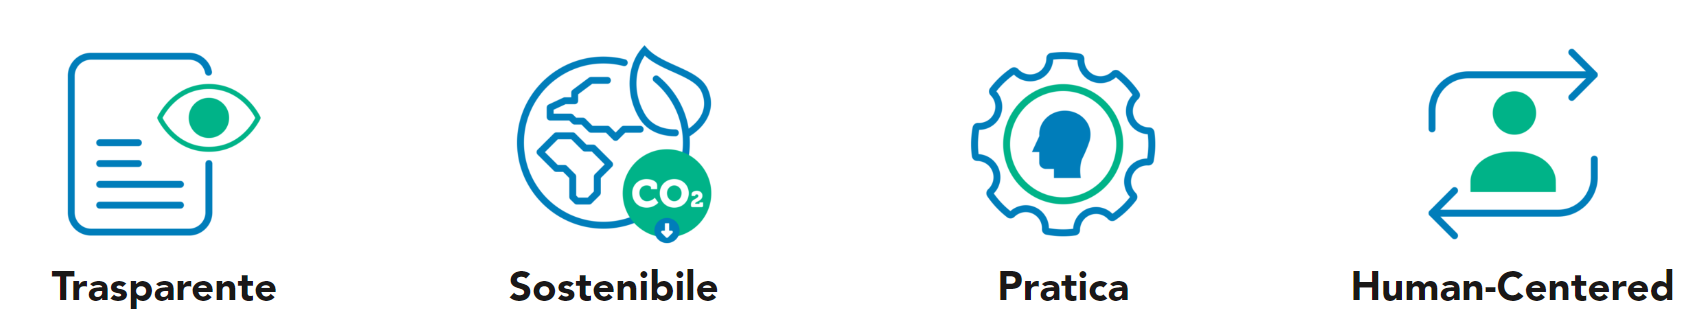 CO₂
Trasparente
Sostenibile
Pratica
Human-Centered